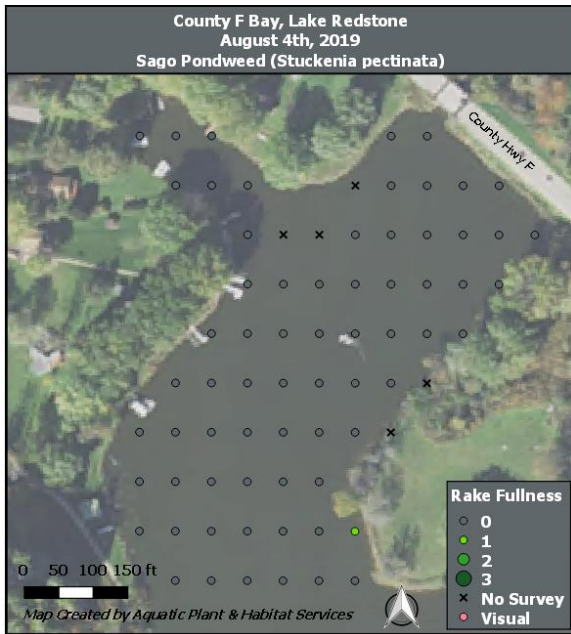 County F Bay, Lake Redstone
August 4th, 2019
Sago Pondweed (Stuckenia pectinata)
County Hwy F
Rake Fullness
0
1
2
3
No Survey
Visual
0 50 100 150 ft
Map Created by Aquatic Plant & Habitat Services